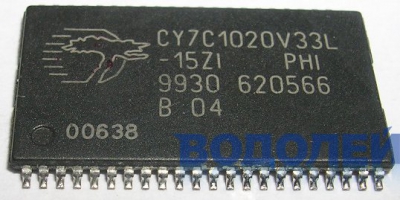 CY7C1020V33L
-15ZI PHI
9930 620566
B 04
00638
ВОДОЛЕЙ